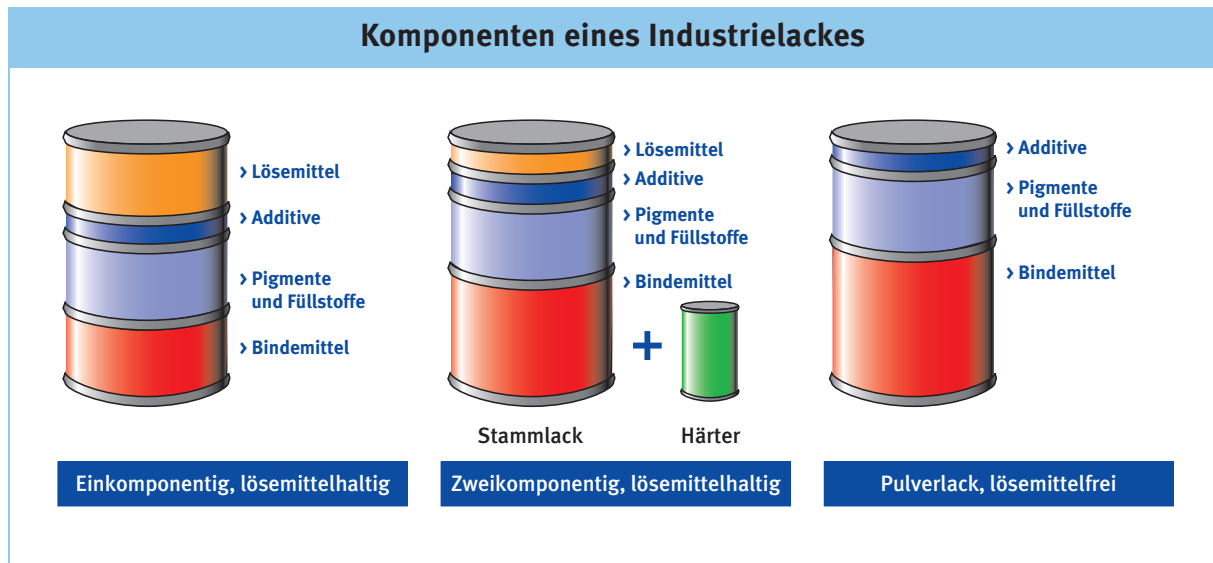 Komponenten eines Industrielackes
› Lösemittel
› Additive
› Pigmente
und Füllstoffe
› Bindemittel
Einkomponentig, lösemittelhaltig
› Lösemittel
› Additive
› Pigmente
und Füllstoffe
› Bindemittel
+
Stammlack
Härter
Zweikomponentig, lösemittelhaltig
› Additive
› Pigmente
und Füllstoffe
› Bindemittel
Pulverlack, lösemittelfrei